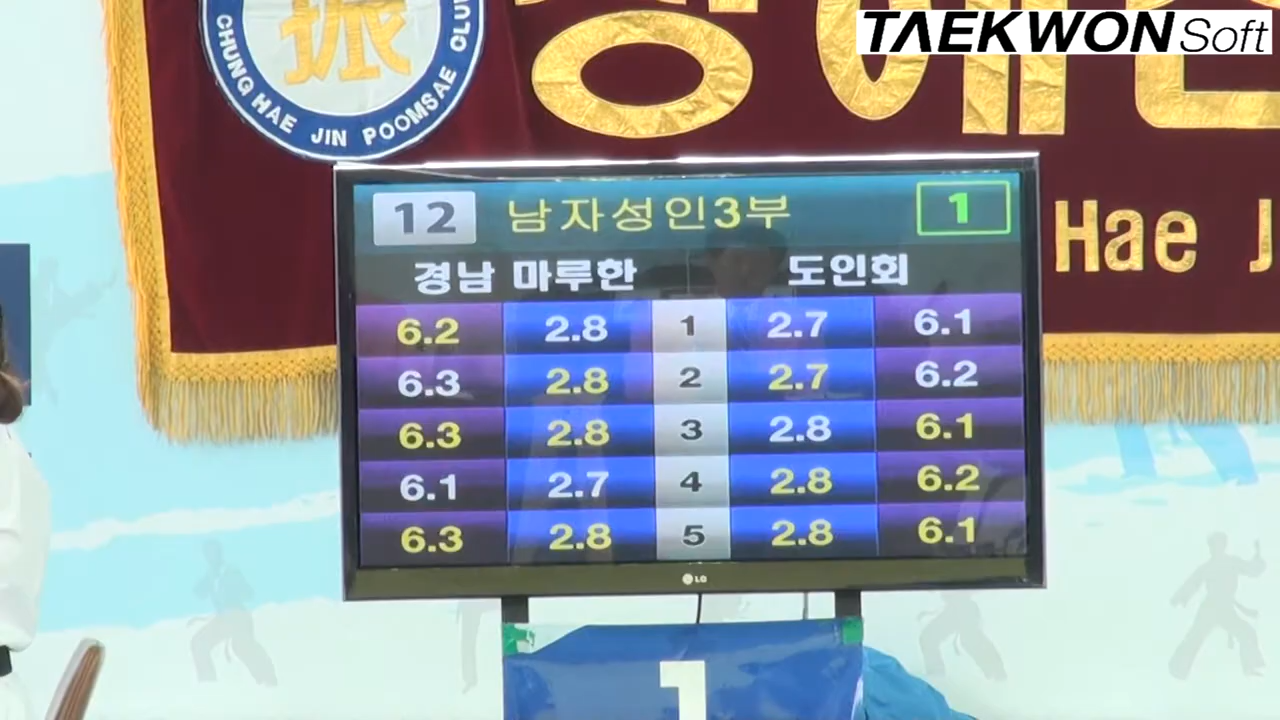 TAEKWON Soft
振
CHUNG HAE JIN POOMSAE CLU
Hae J
12 남자성인3부 1
경남 마루한 도인회
6.2 2.8 1 2.7 6.1
6.3 2.8 2 2.7 6.2
6.3 2.8 3 2.8 6.1
6.1 2.7 4 2.8 6.2
6.3 2.8 5 2.8 6.1
LG
1